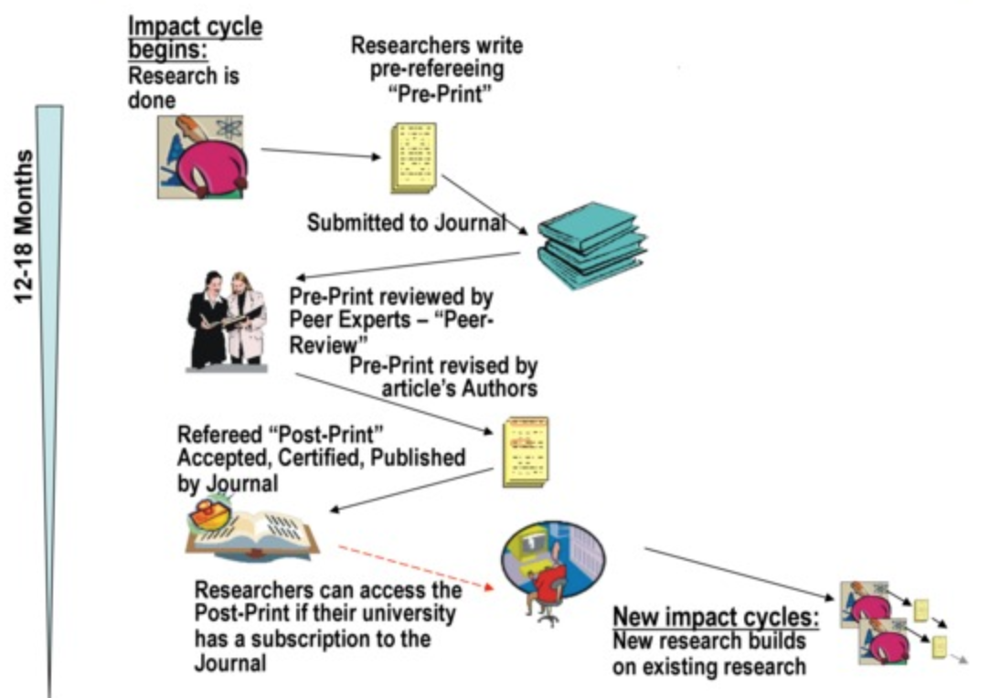 Impact cycle
begins:
Research is
done
Researchers write
pre-refereeing
“Pre-Print”
12-18 Months
Submitted to Journal
Pre-Print reviewed by
Peer Experts – “Peer-
Review”
Pre-Print revised by
article’s Authors
Refereed “Post-Print”
Accepted, Certified, Published
by Journal
Researchers can access the
Post-Print if their university
has a subscription to the
Journal
New impact cycles:
New research builds
on existing research